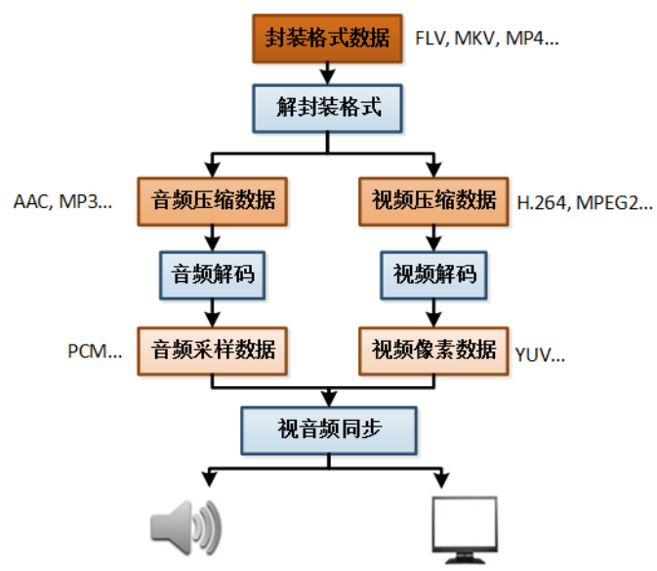 封装格式数据 FLV, MKV, MP4...
解封装格式
AAC, MP3... 音频压缩数据 视频压缩数据 H.264, MPEG2...
音频解码 视频解码
PCM... 音频采样数据 视频像素数据 YUV...
视音频同步